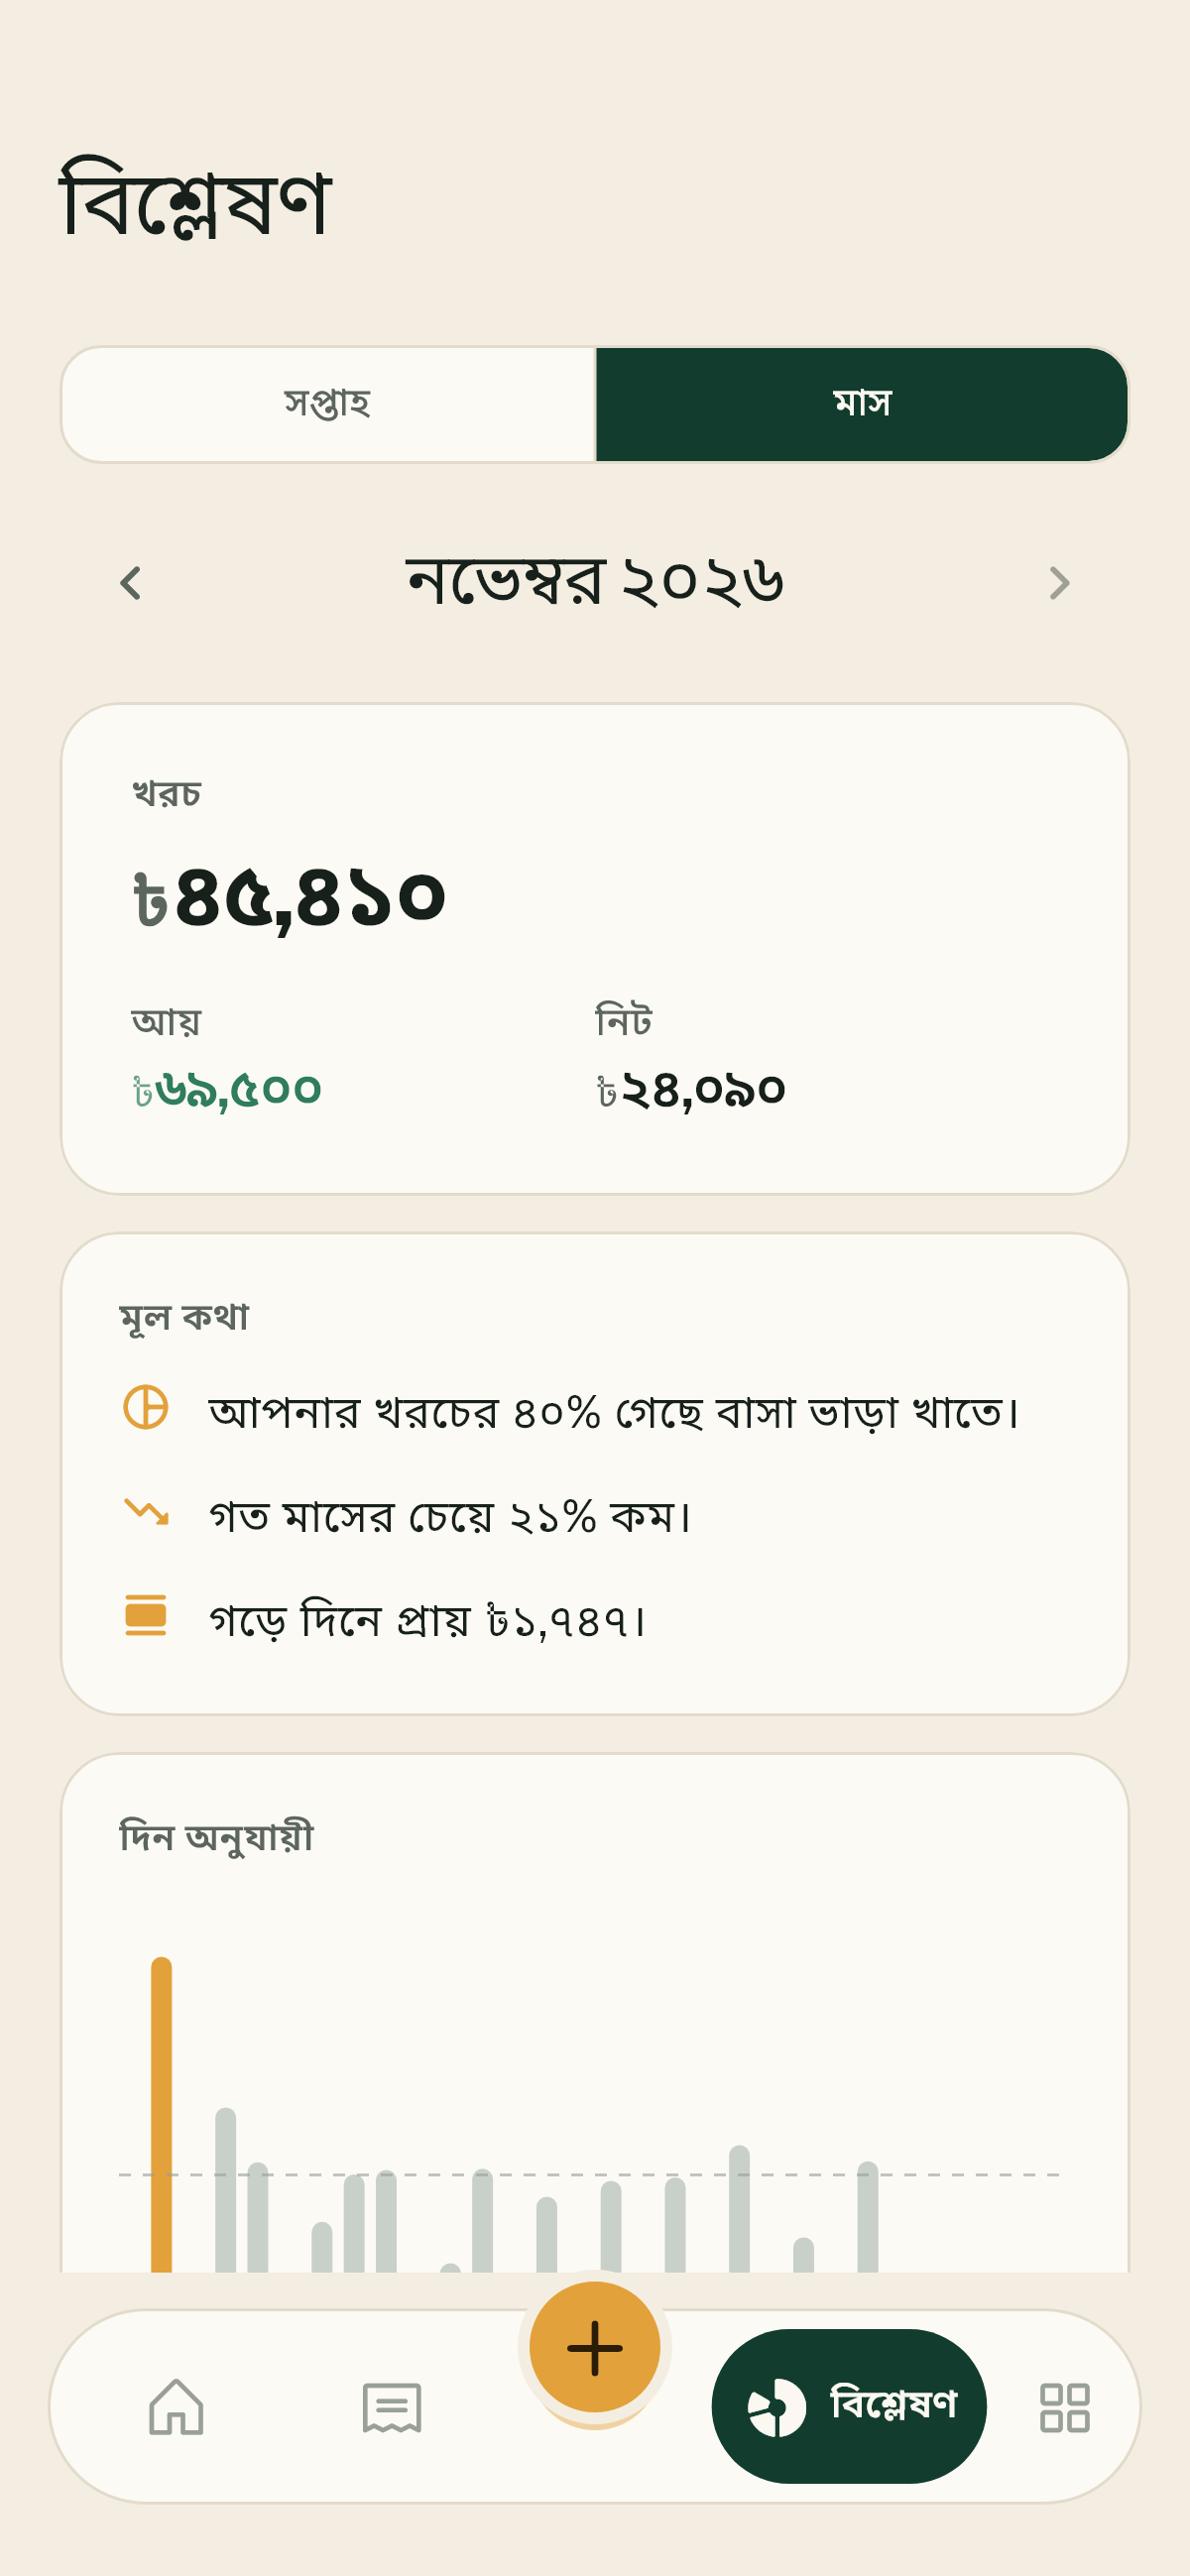 বিশ্লেষণ
সপ্তাহ
মাস
নভেম্বর ২০২৬
খরচ
৳৪৫,৪১০
আয়
নিট
৳৬৯,৫০০
৳২৪,০৯০
মূল কথা
আপনার খরচের ৪০% গেছে বাসা ভাড়া খাতে।
গত মাসের চেয়ে ২১% কম।
গড়ে দিনে প্রায় ৳১,৭৪৭।
দিন অনুযায়ী
বিশ্লেষণ